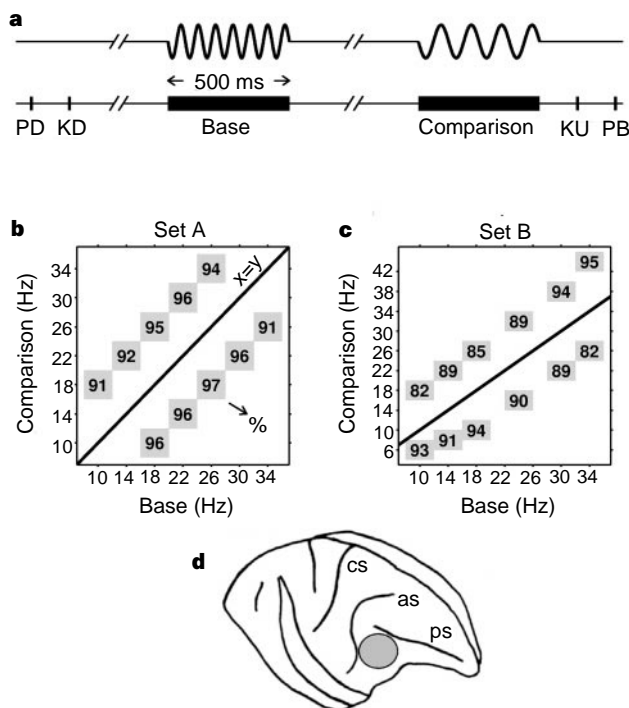 a
500 ms
PD KD Base Comparison KU PB
b Set A
Comparison (Hz)
34
30
26
22
18
14
10
94
96
95
92
91
x=y
91
96
97
96
96
%
10 14 18 22 26 30 34
Base (Hz)
c Set B
Comparison (Hz)
42
38
34
30
26
22
18
14
10
6
95
94
89
85
89
82
82
89
90
94
91
93
10 14 18 22 26 30 34
Base (Hz)
d
cs
as
ps